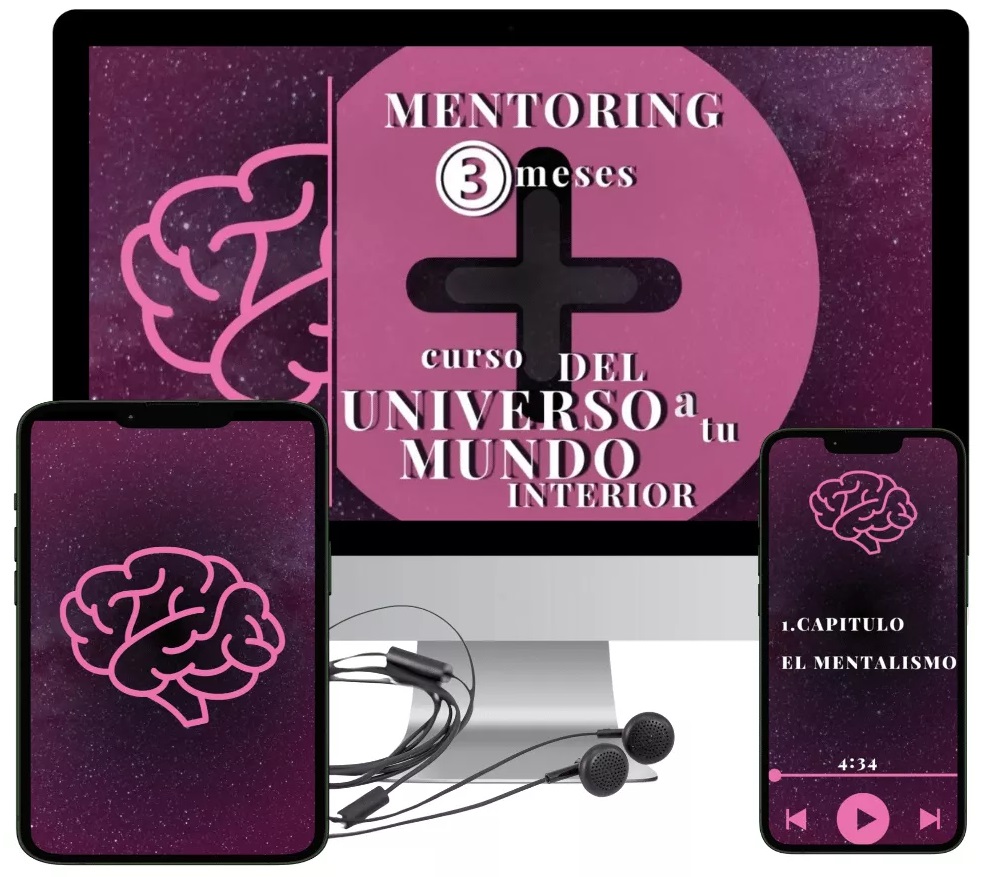 MENTORING
3 meses
curso DEL
UNIVERSO a
tu
MUNDO
INTERIOR
1.CAPITULO
EL MENTALISMO
4:34